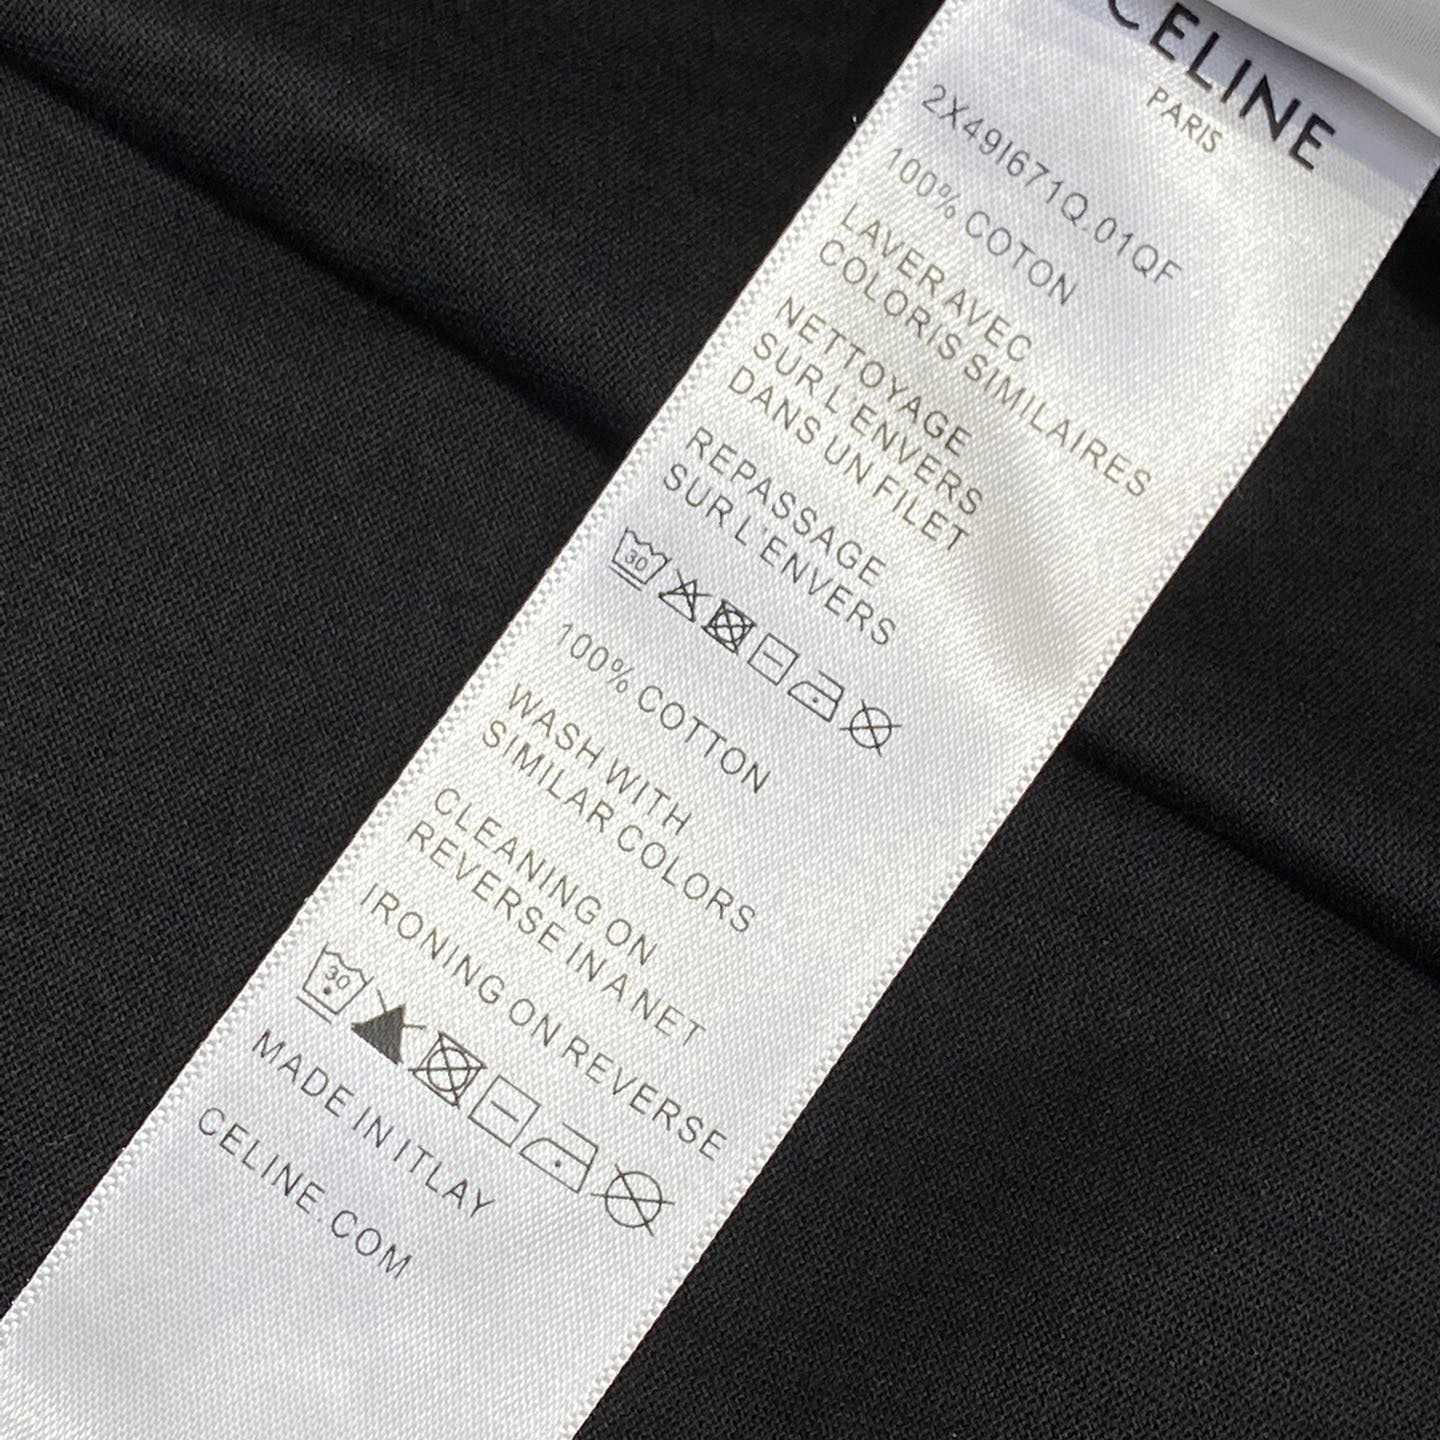 CELINE
PARIS
2X49I671Q.01QF
100% COTON
LAVER AVEC
COLORIS SIMILAIRES
NETTOYAGE
SUR L'ENVERS
DANS UN FILET
REPASSAGE
SUR L'ENVERS
30
100% COTTON
WASH WITH
SIMILAR COLORS
CLEANING ON
REVERSE IN A NET
IRONING ON REVERSE
30
MADE IN ITLAY
CELINE.COM